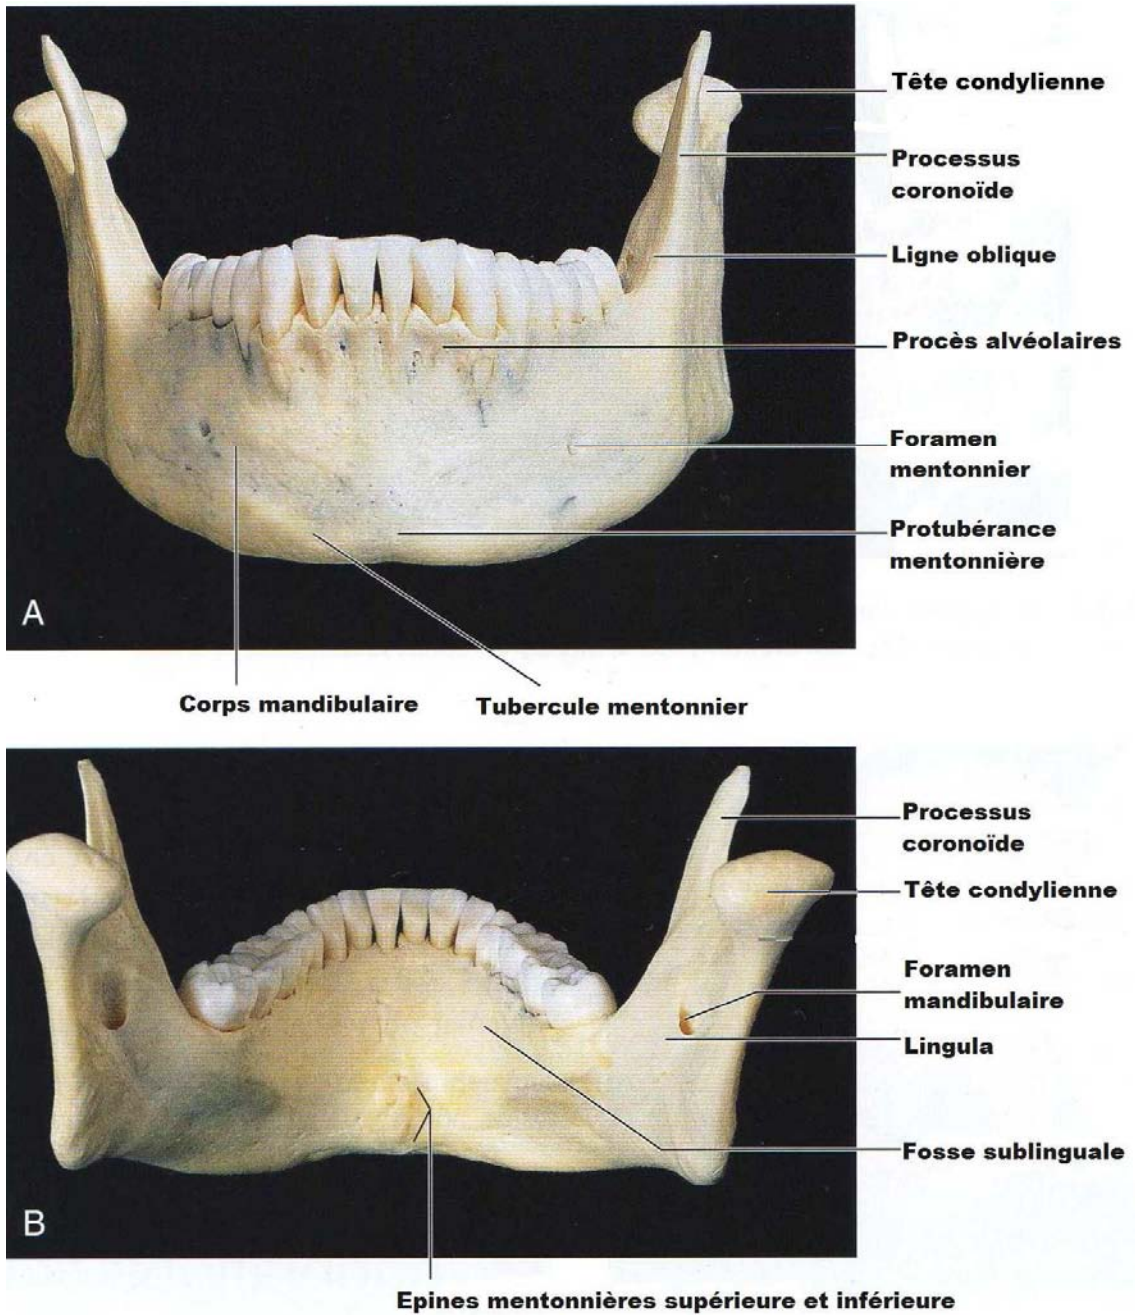 Tête condylienne
Processus
coronoïde
Ligne oblique
Procès alvéolaires
Foramen
mentonnier
Protubérance
mentonnière
A
Corps mandibulaire
Tubercule mentonnier
Processus
coronoïde
Tête condylienne
Foramen
mandibulaire
Lingula
Fosse sublinguale
B
Epines mentonnières supérieure et inférieure